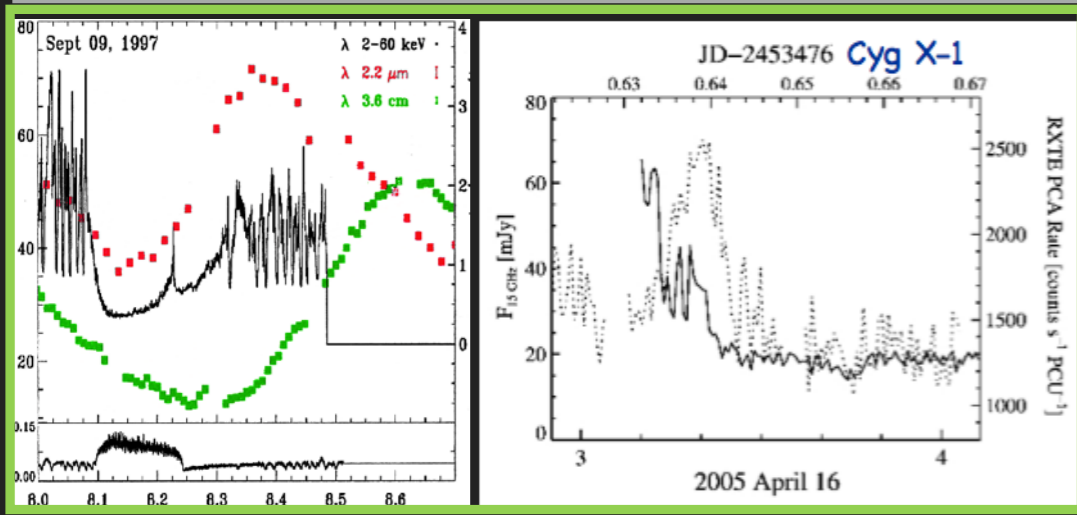 80
60
40
20
Sept 09, 1997
λ 2-60 keV
λ 2.2 μm
λ 3.6 cm
4
3
2
1
0
0.15
0.00
8.0 8.1 8.2 8.3 8.4 8.5 8.6
JD–2453476 Cyg X-1
0.63 0.64 0.65 0.66 0.67
80
60
40
20
0
F15 GHz [mJy]
2500
2000
1500
1000
RXTE PCA Rate [counts s⁻¹ PCU⁻¹]
3 4
2005 April 16